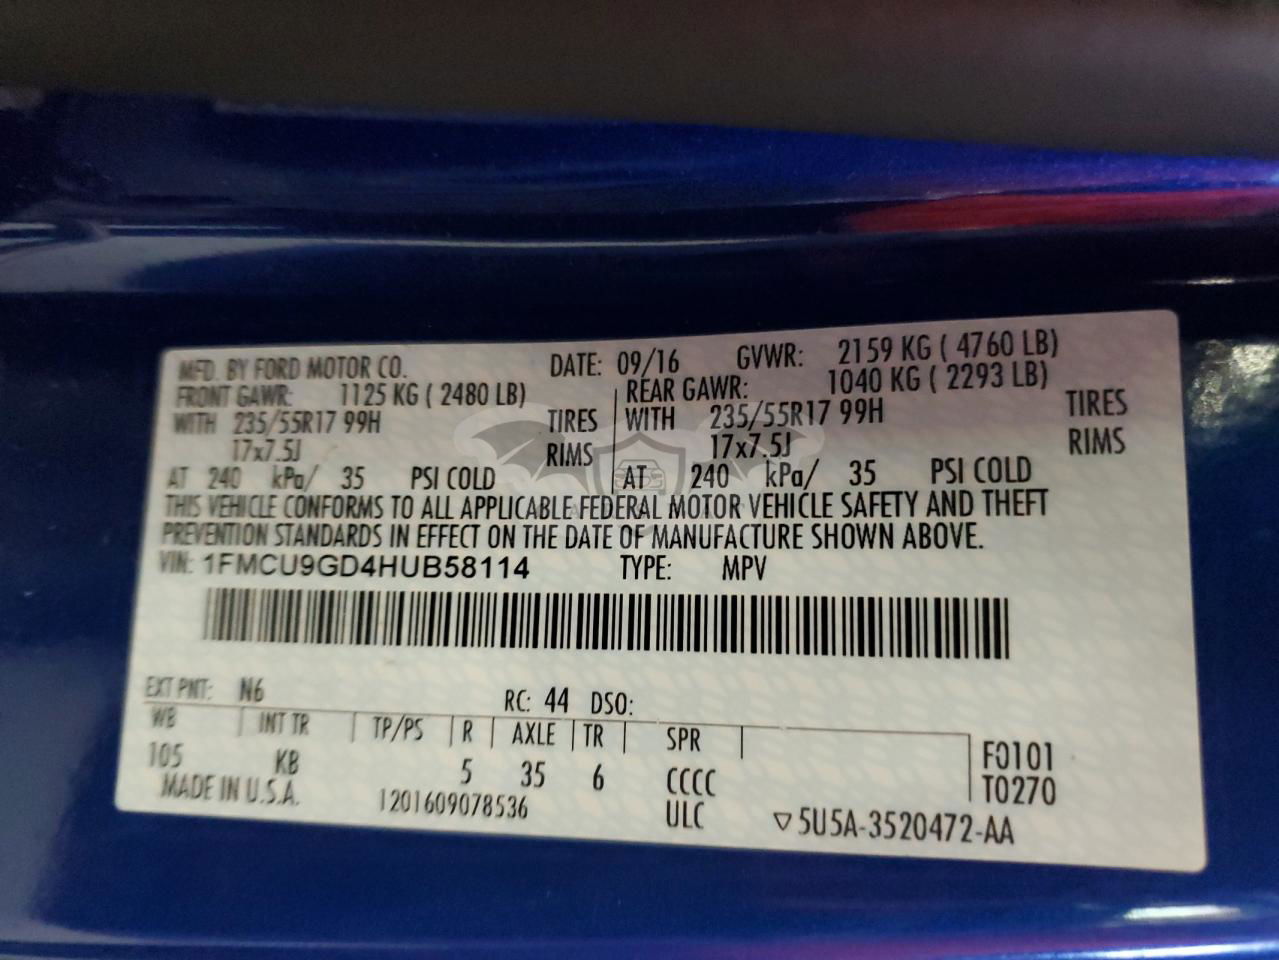 MFD. BY FORD MOTOR CO. DATE: 09/16 GVWR: 2159 KG ( 4760 LB)
FRONT GAWR: 1125 KG ( 2480 LB) REAR GAWR: 1040 KG ( 2293 LB)
WITH 235/55R17 99H TIRES WITH 235/55R17 99H TIRES
17x7.5J RIMS 17x7.5J RIMS
AT 240 kPa/ 35 PSI COLD AT 240 kPa/ 35 PSI COLD
THIS VEHICLE CONFORMS TO ALL APPLICABLE FEDERAL MOTOR VEHICLE SAFETY AND THEFT
PREVENTION STANDARDS IN EFFECT ON THE DATE OF MANUFACTURE SHOWN ABOVE.
VIN: 1FMCU9GD4HUB58114 TYPE: MPV
EXT PNT: N6 RC: 44 DSO:
WB INT TR TP/PS R AXLE TR SPR
105 KB 5 35 6 CCCC F0101
MADE IN U.S.A. 1201609078536 ULC T0270
5U5A-3520472-AA